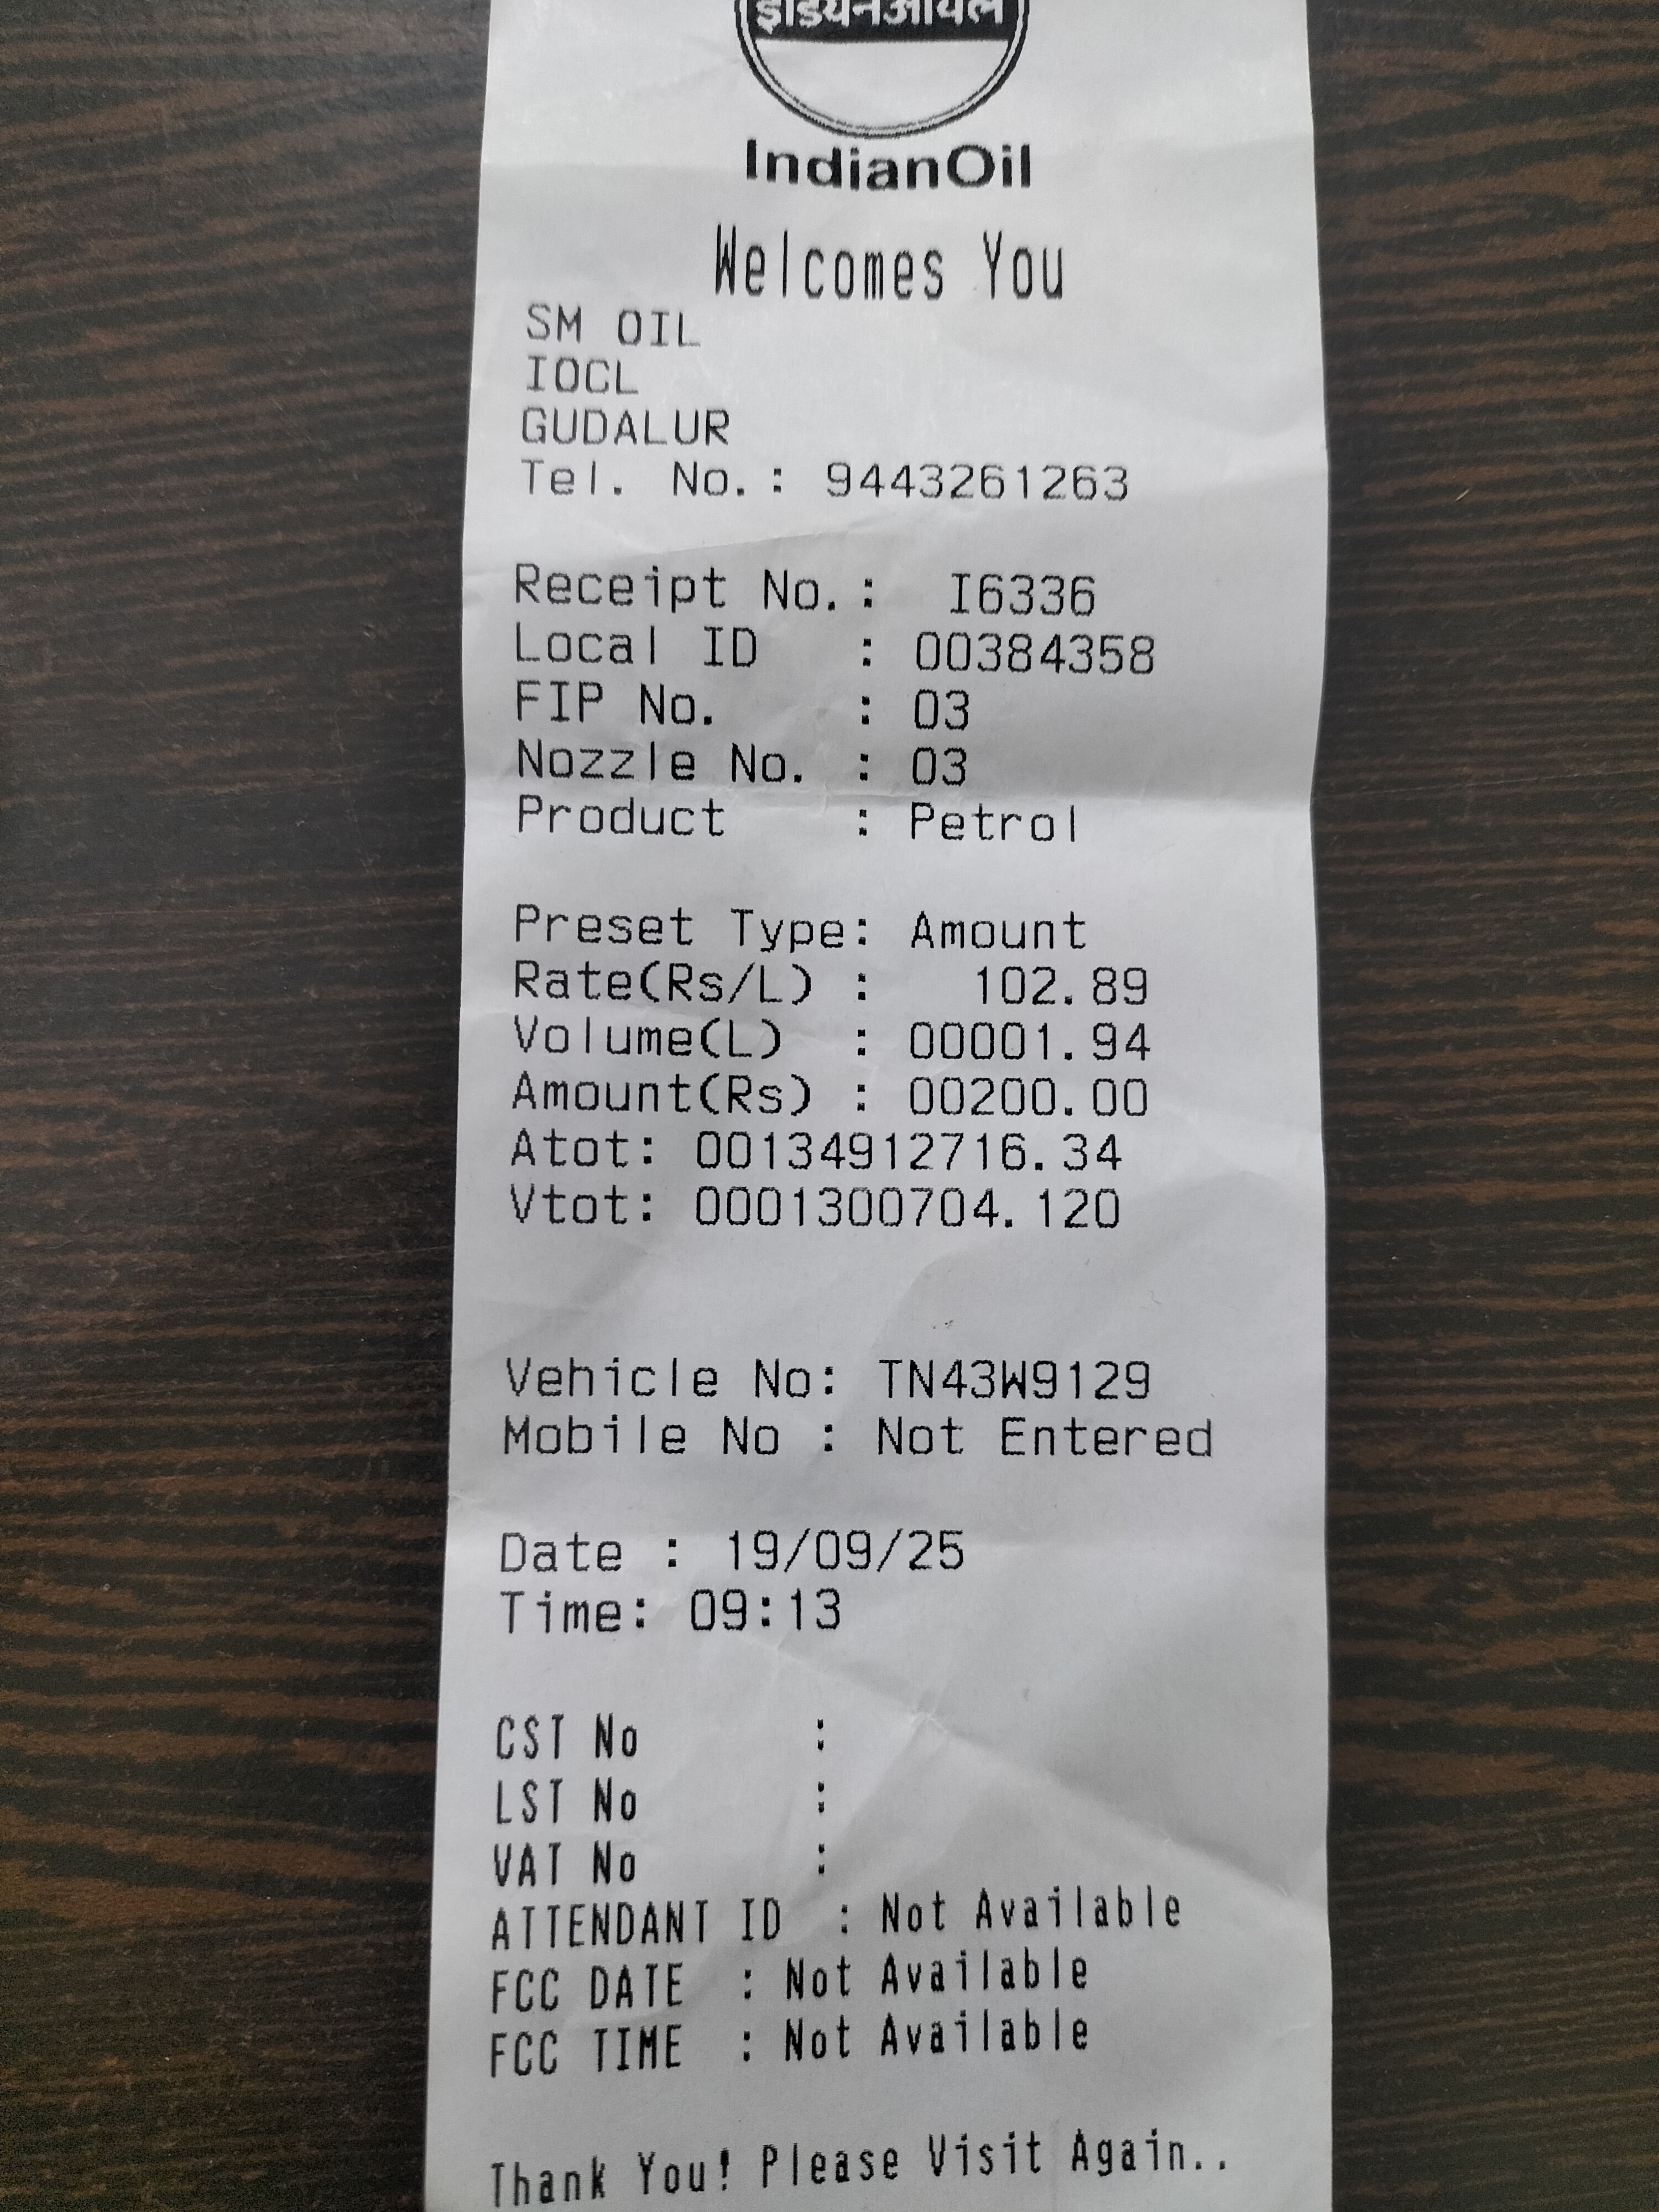 इंडियनऑयल
IndianOil
Welcomes You
SM OIL
IOCL
GUDALUR
Tel. No.: 9443261263
Receipt No.: I6336
Local ID : 00384358
FIP No. : 03
Nozzle No. : 03
Product : Petrol
Preset Type: Amount
Rate(Rs/L) : 102.89
Volume(L) : 00001.94
Amount(Rs) : 00200.00
Atot: 00134912716.34
Vtot: 0001300704.120
Vehicle No: TN43W9129
Mobile No : Not Entered
Date : 19/09/25
Time: 09:13
CST No :
LST No :
VAT No :
ATTENDANT ID : Not Available
FCC DATE : Not Available
FCC TIME : Not Available
Thank You! Please Visit Again..